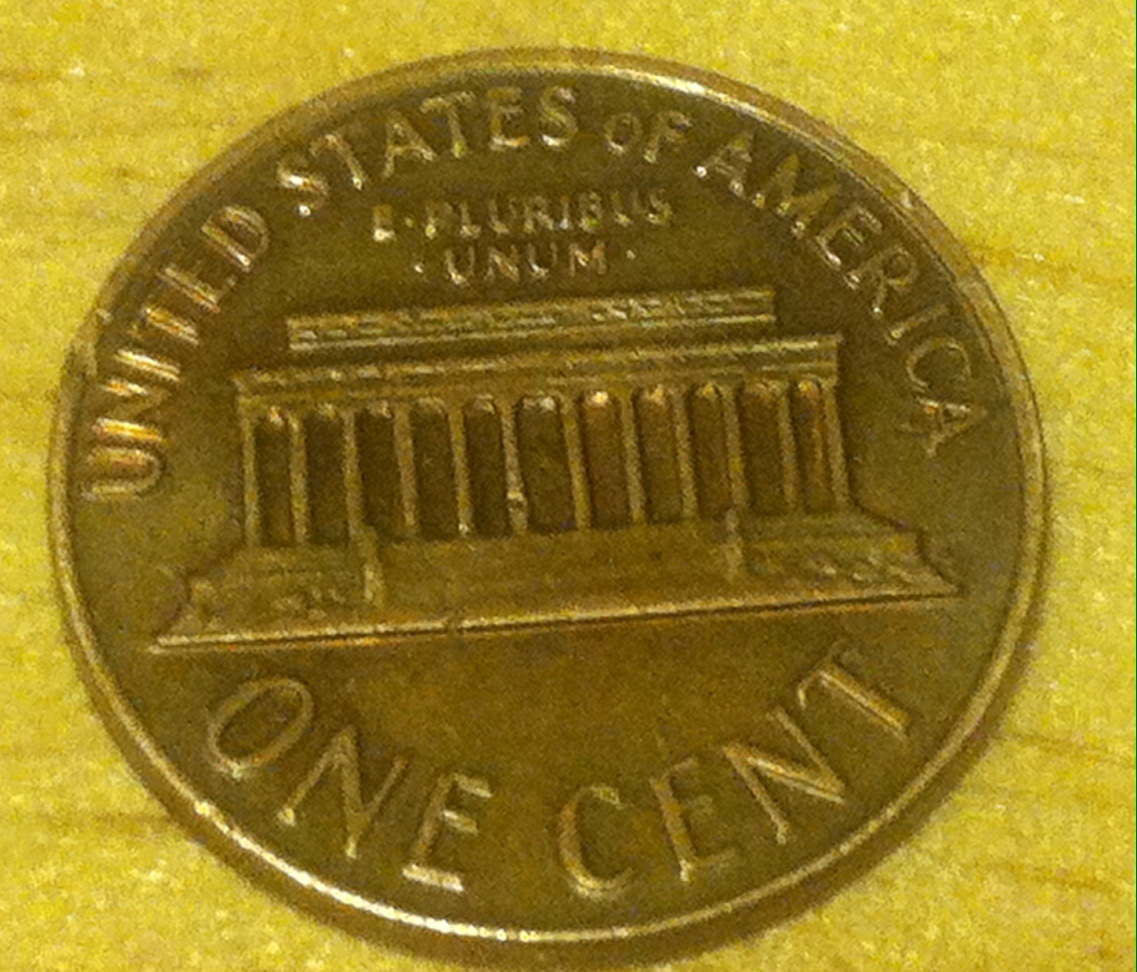 UNITED STATES OF AMERICA
E·PLURIBUS
·UNUM·
ONE CENT